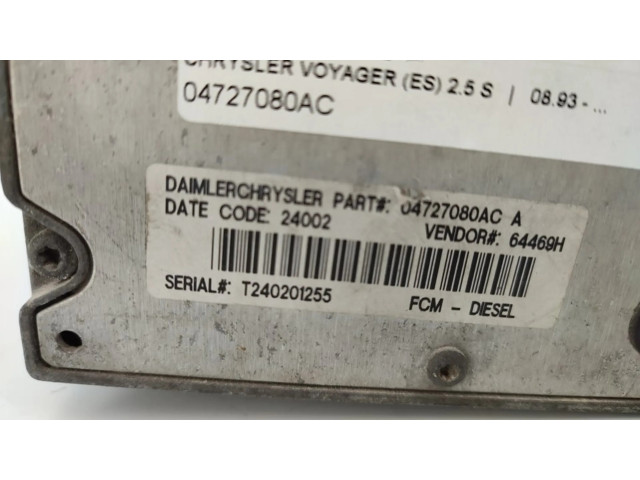 CHRYSLER VOYAGER (ES) 2.5 S | 08.93 - ...
04727080AC
DAIMLERCHRYSLER PART#: 04727080AC A
DATE CODE: 24002 VENDOR#: 64469H
SERIAL#: T240201255 FCM - DIESEL